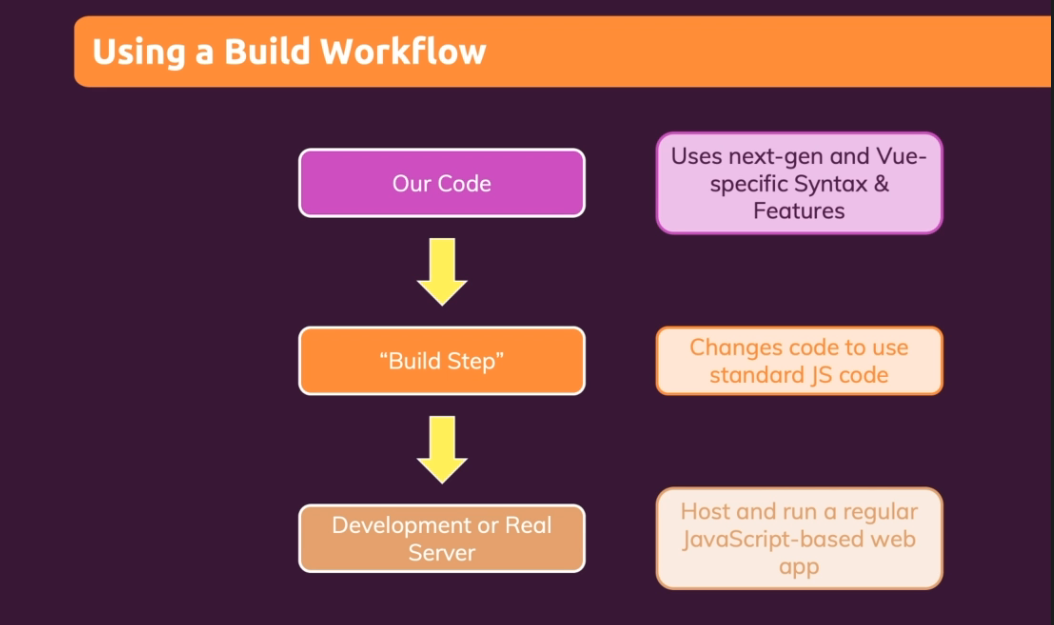 Using a Build Workflow
Our Code
Uses next-gen and Vue-
specific Syntax &
Features
“Build Step”
Changes code to use
standard JS code
Development or Real
Server
Host and run a regular
JavaScript-based web
app